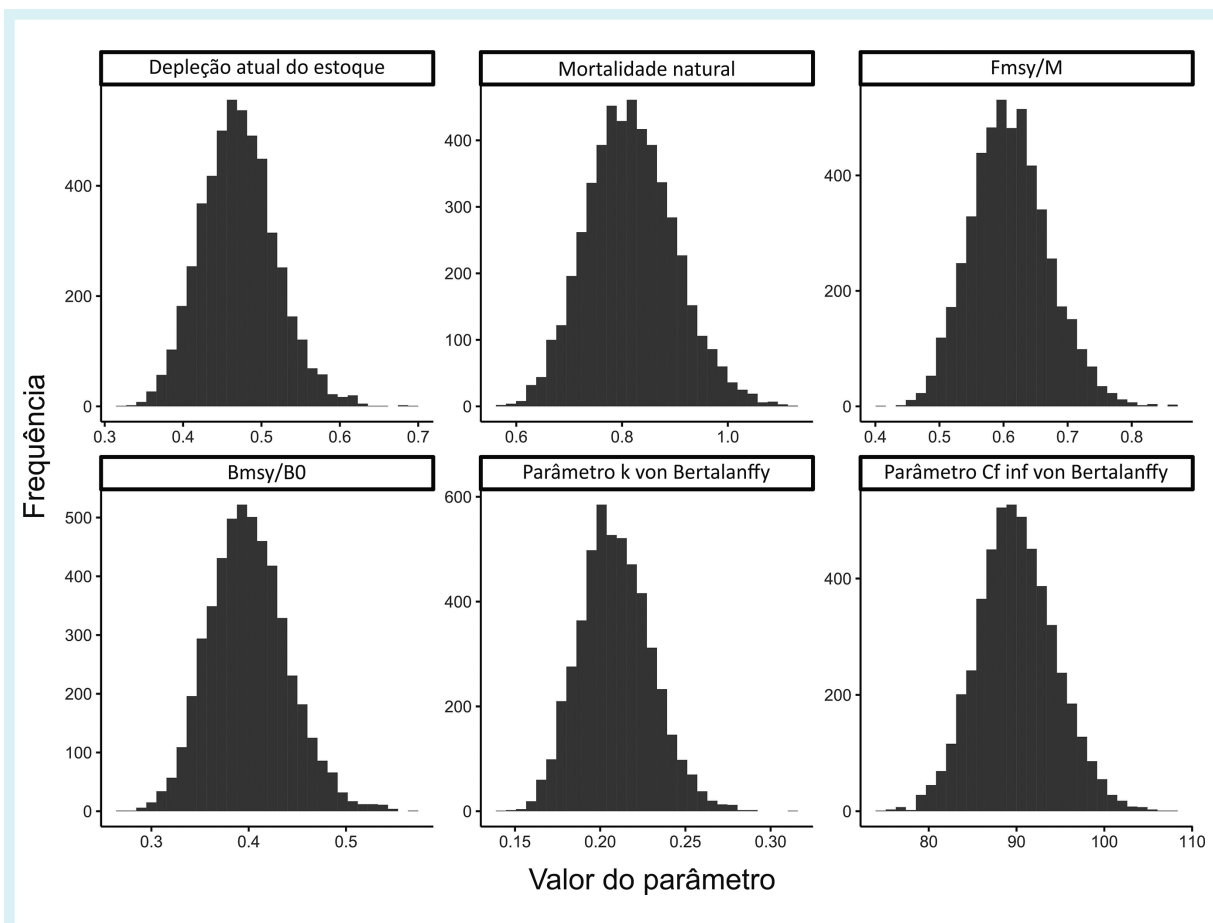 Depleção atual do estoque
Mortalidade natural
Fmsy/M
400
200
0
0.3 0.4 0.5 0.6 0.7
400
300
200
100
0
0.6 0.8 1.0
400
200
0
0.4 0.5 0.6 0.7 0.8
Frequência
Bmsy/B0
Parâmetro k von Bertalanffy
Parâmetro Cf inf von Bertalanffy
500
400
300
200
100
0
0.3 0.4 0.5
600
400
200
0
0.15 0.20 0.25 0.30
400
200
0
80 90 100 110
Valor do parâmetro